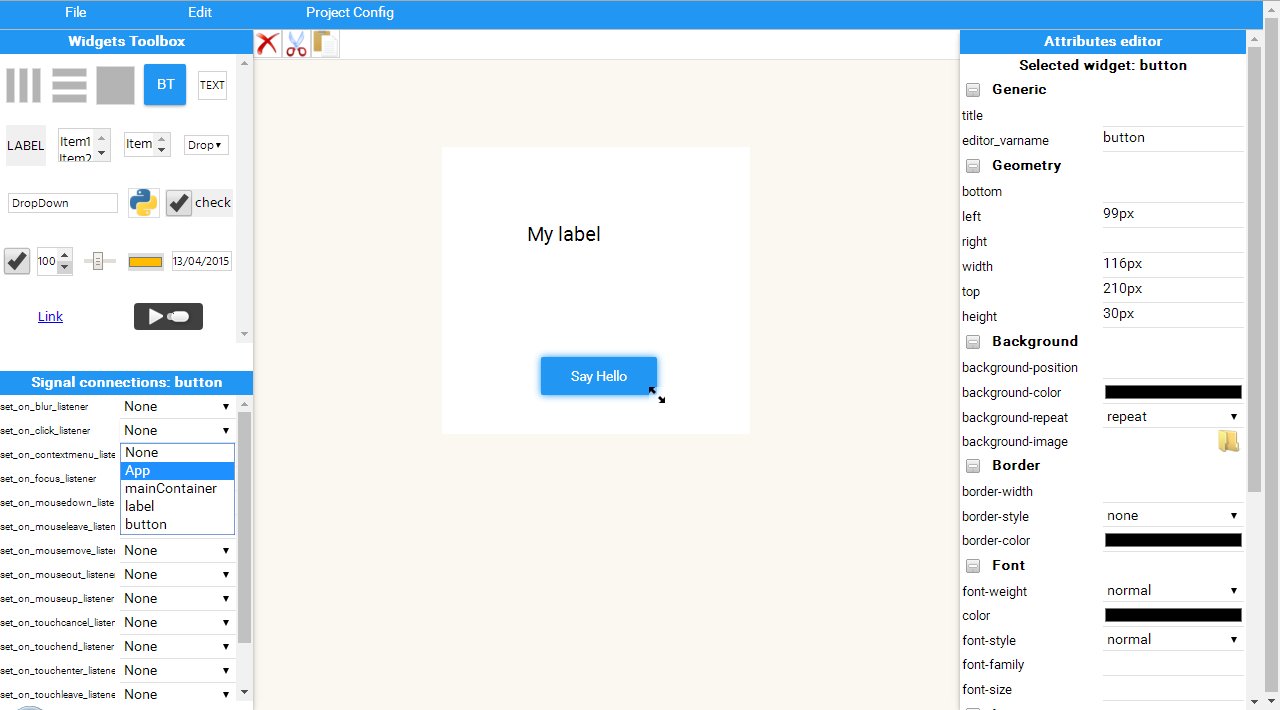 File Edit Project Config
Widgets Toolbox
BT TEXT
LABEL Item1 Item2 Item Drop▾
DropDown check
100 13/04/2015
Link
Signal connections: button
set_on_blur_listener None
set_on_click_listener None
set_on_contextmenu_liste None
set_on_focus_listener App
set_on_mousedown_liste mainContainer
label
set_on_mouseleave_listen button
set_on_mousemove_lister None
set_on_mouseout_listene None
set_on_mouseup_listener None
set_on_touchcancel_lister None
set_on_touchend_listener None
set_on_touchenter_listene None
set_on_touchleave_listene None
My label
Say Hello
Attributes editor
Selected widget: button
Generic
title
editor_varname button
Geometry
bottom
left 99px
right
width 116px
top 210px
height 30px
Background
background-position
background-color
background-repeat repeat
background-image
Border
border-width
border-style none
border-color
Font
font-weight normal
color
font-style normal
font-family
font-size